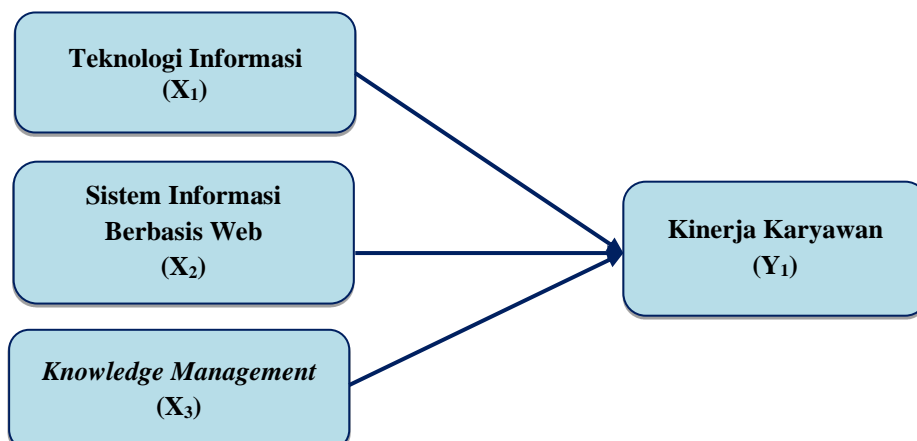 Teknologi Informasi
(X₁)
Sistem Informasi
Berbasis Web
(X₂)
Knowledge Management
(X₃)
Kinerja Karyawan
(Y₁)